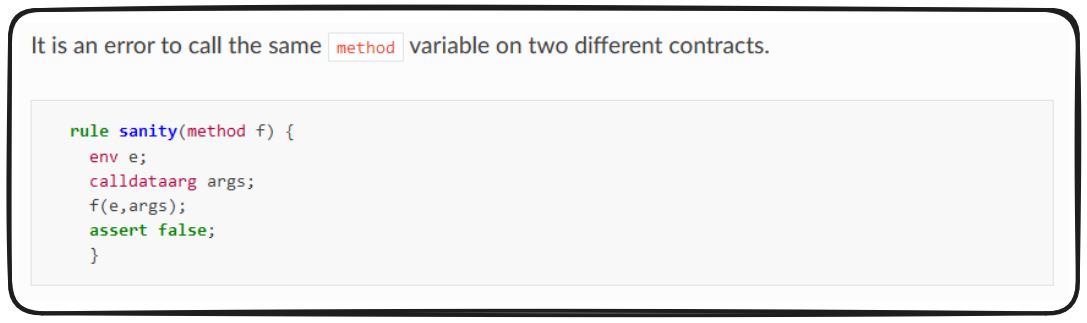 It is an error to call the same method variable on two different contracts.
rule sanity(method f) {
env e;
calldataarg args;
f(e,args);
assert false;
}